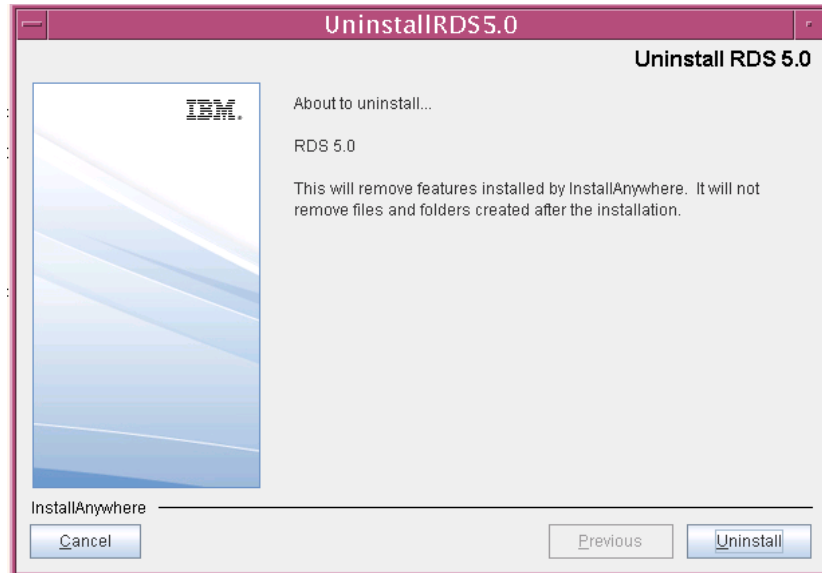 UninstallRDS5.0
Uninstall RDS 5.0
IBM.
About to uninstall...
RDS 5.0
This will remove features installed by InstallAnywhere. It will not
remove files and folders created after the installation.
InstallAnywhere
Cancel
Previous
Uninstall